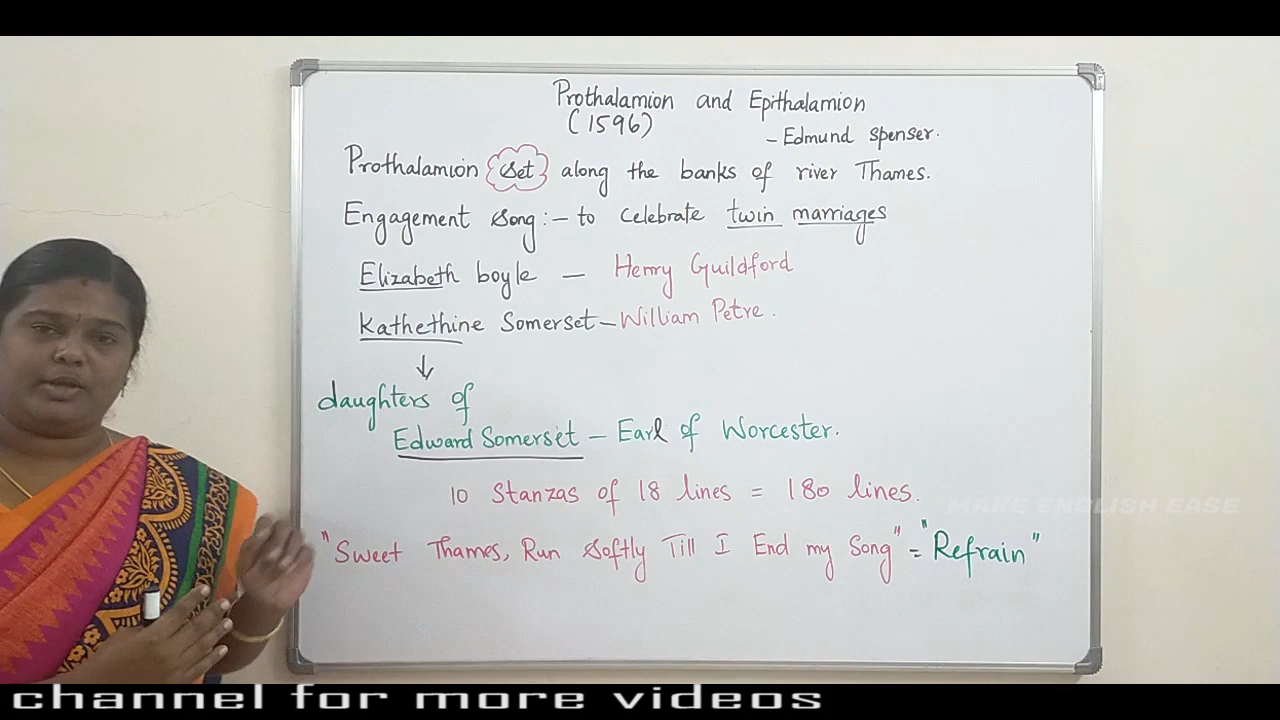 Prothalamion and Epithalamion
(1596)
- Edmund Spenser.
Prothalamion Set along the banks of river Thames.
Engagement Song:- to celebrate twin marriages
Elizabeth boyle - Henry Guildford
Kathethine Somerset - William Petre.
↓
daughters of
Edward Somerset - Earl of Worcester.
10 Stanzas of 18 lines = 180 lines.
MAKE ENGLISH EASE
"Sweet Thames, Run Softly Till I End my Song" = "Refrain"
channel for more videos